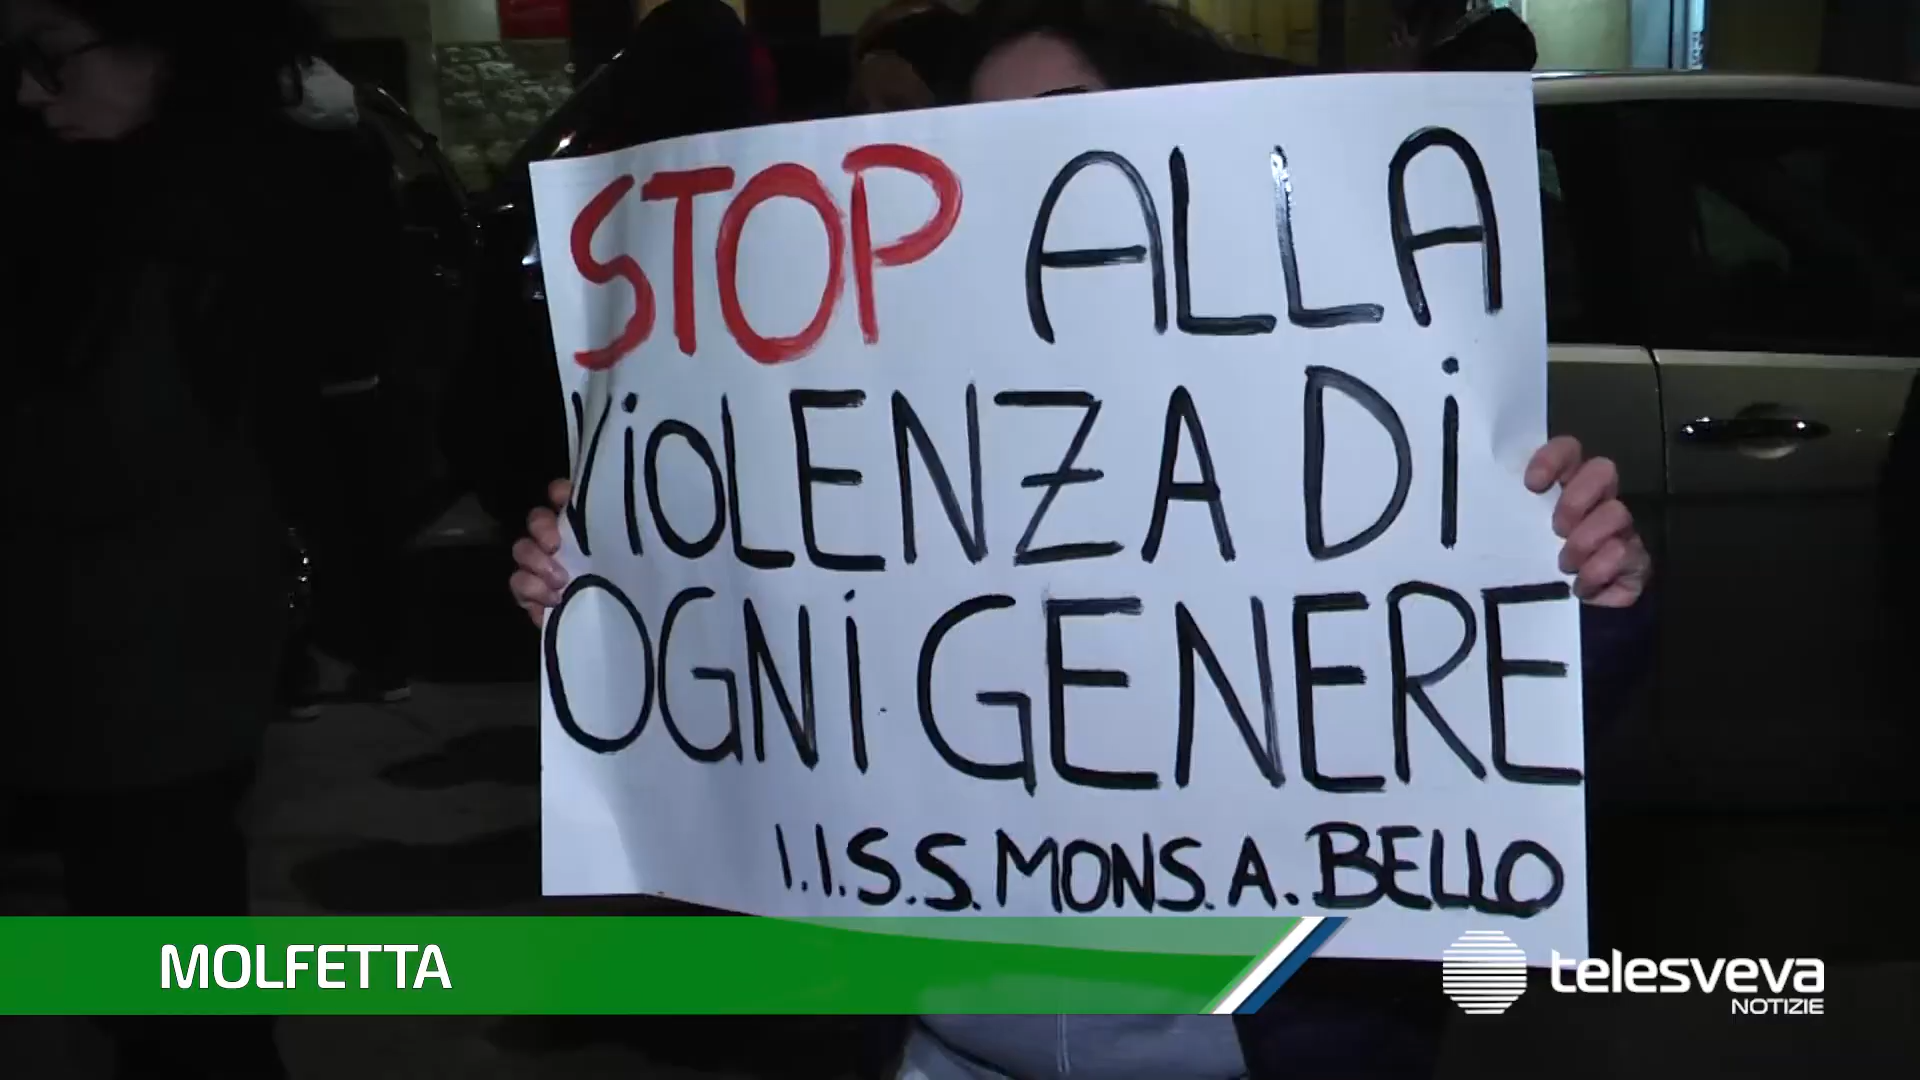 STOP ALLA
ViOLENZA Di
OGNi GENERE
I.I.S.S. MONS. A. BELLO
MOLFETTA
telesveva
NOTIZIE